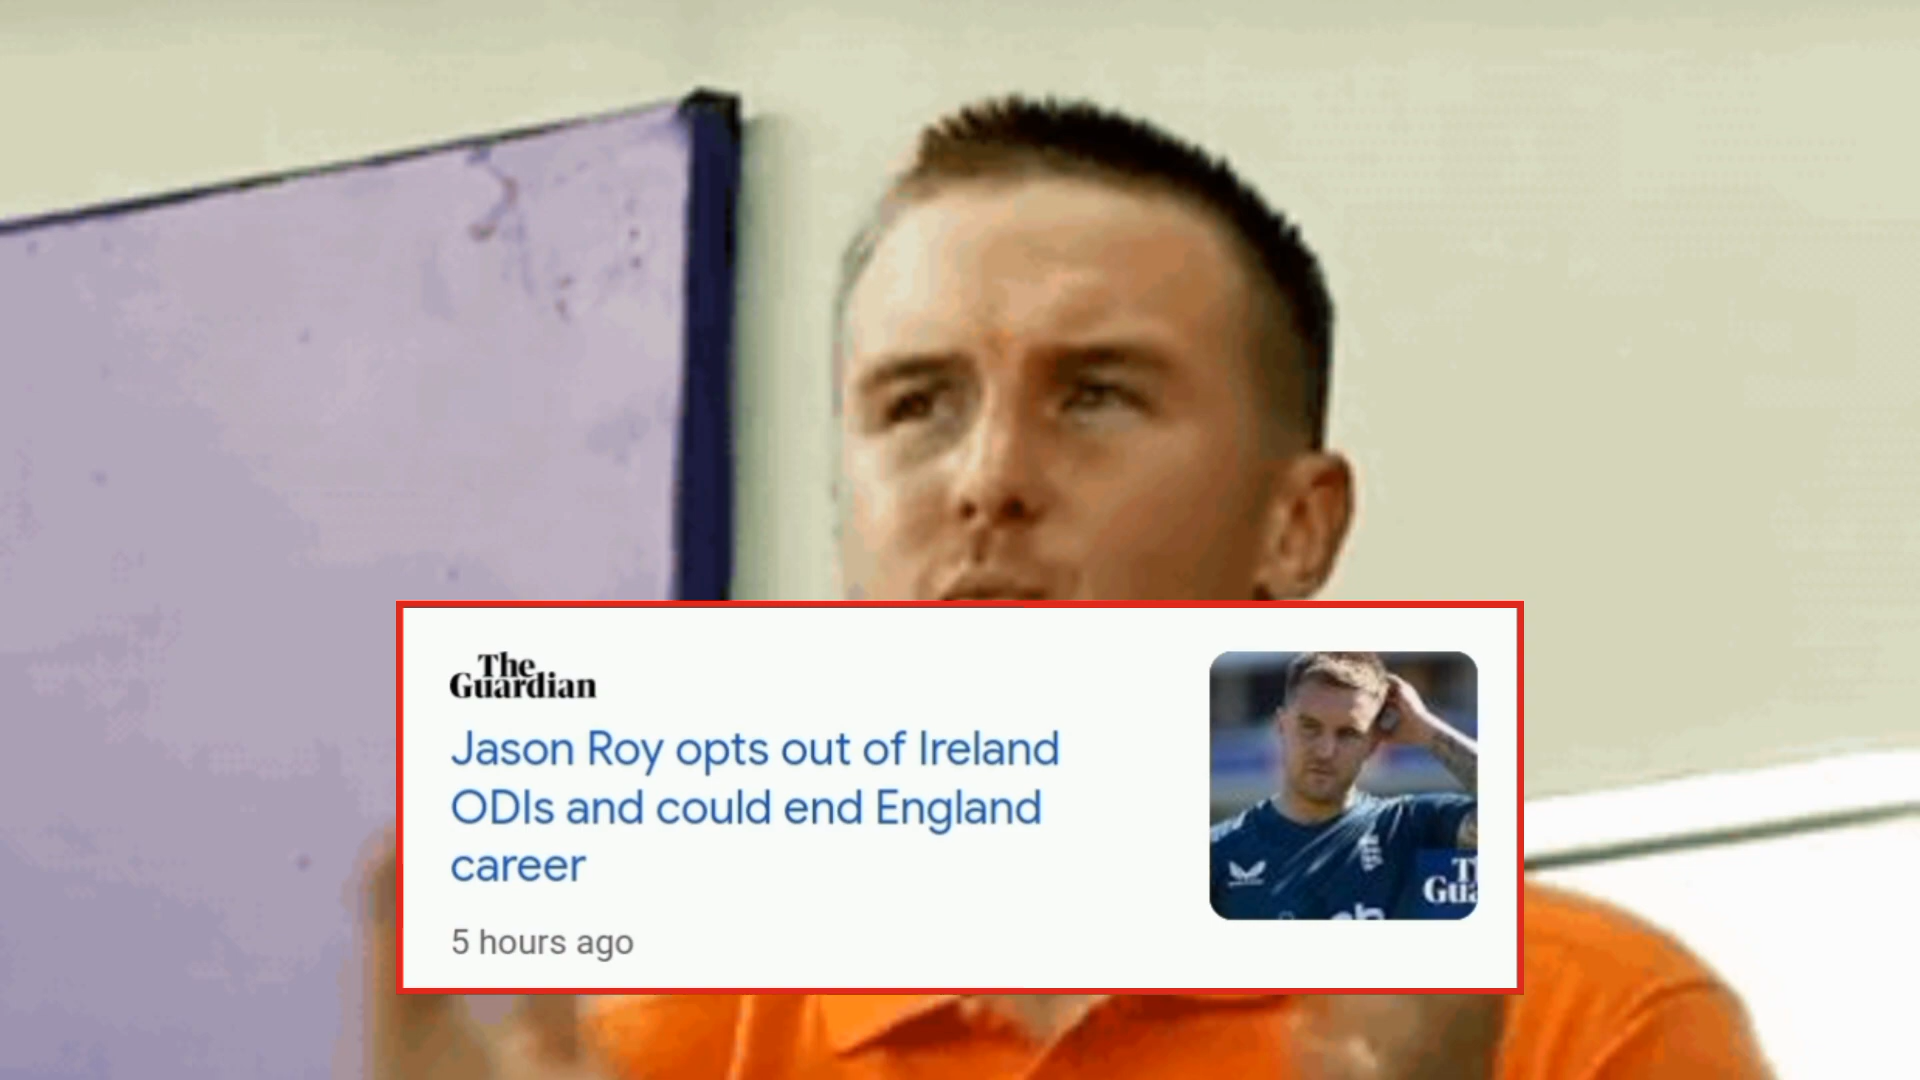 The
Guardian
Jason Roy opts out of Ireland
ODIs and could end England
career
5 hours ago